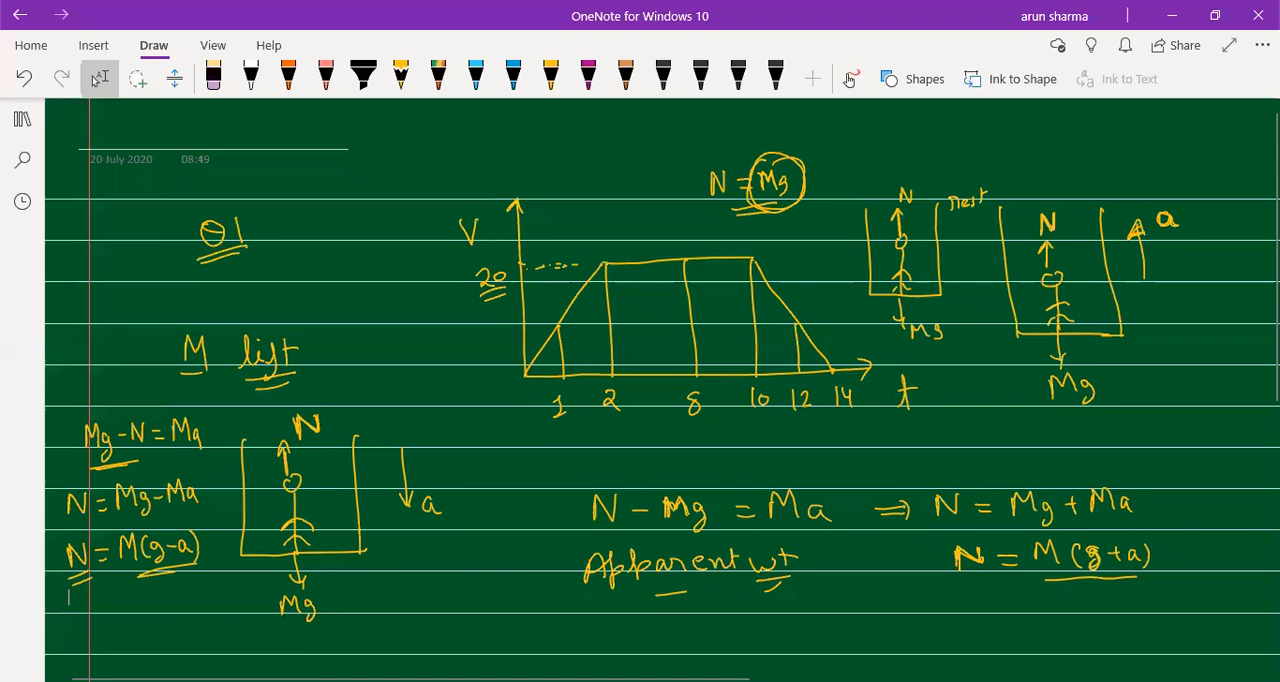 OneNote for Windows 10
arun sharma
Home Insert Draw View Help
Share
Shapes
Ink to Shape
Ink to Text
20 July 2020 08:49
N = Mg
Q1
V
20
1 2 8 10 12 14 t
N
rest
Mg
N
a
Mg
M lift
Mg-N=Ma
N=Mg-Ma
N=M(g-a)
N
a
Mg
N - Mg = Ma ⇒ N = Mg + Ma
Apparent wt N = M(g+a)